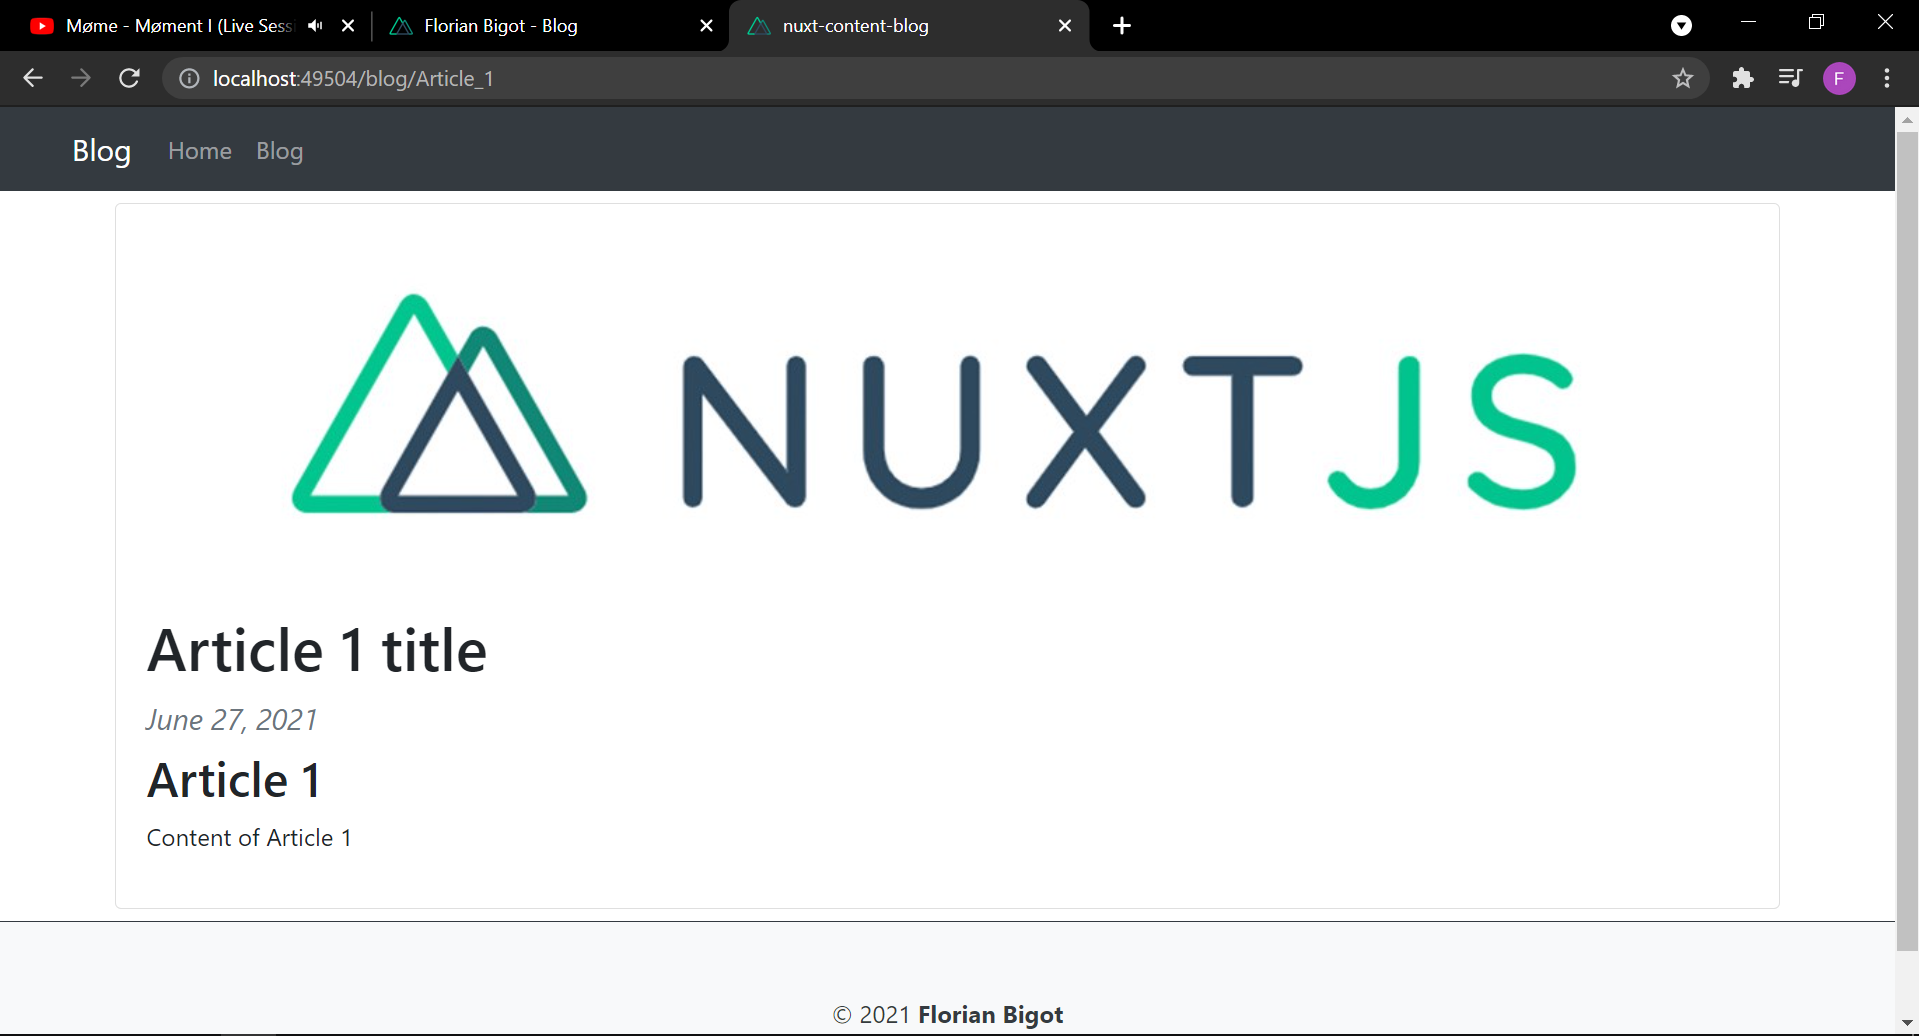 Møme - Møment I (Live Sess
Florian Bigot - Blog
nuxt-content-blog
localhost:49504/blog/Article_1
F
Blog Home Blog
NUXTJS
Article 1 title
June 27, 2021
Article 1
Content of Article 1
© 2021 Florian Bigot